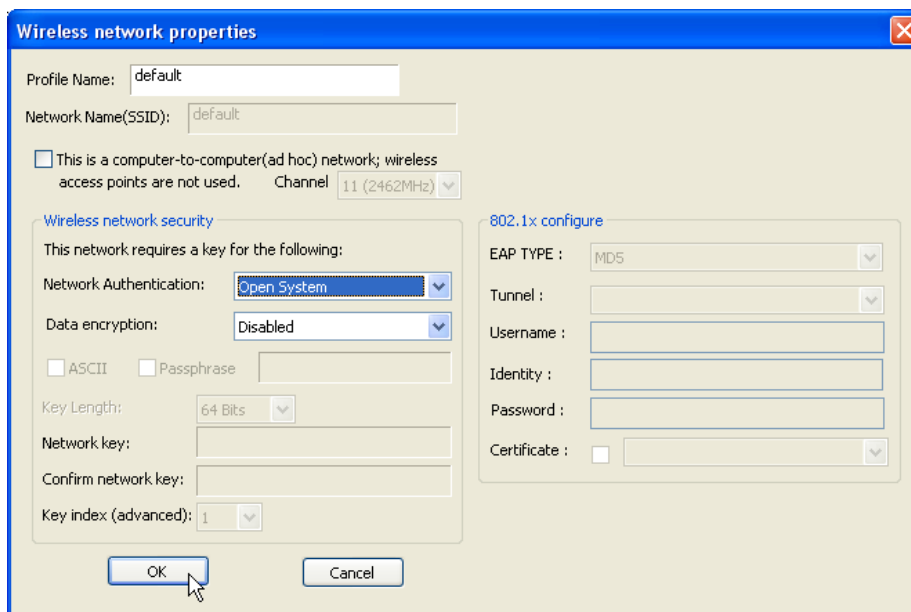 Wireless network properties
Profile Name: default
Network Name(SSID): default
This is a computer-to-computer(ad hoc) network; wireless
access points are not used. Channel 11 (2462MHz)
Wireless network security
This network requires a key for the following:
Network Authentication: Open System
Data encryption: Disabled
ASCII Passphrase
Key Length: 64 Bits
Network key:
Confirm network key:
Key index (advanced): 1
802.1x configure
EAP TYPE : MD5
Tunnel :
Username :
Identity :
Password :
Certificate :
OK Cancel